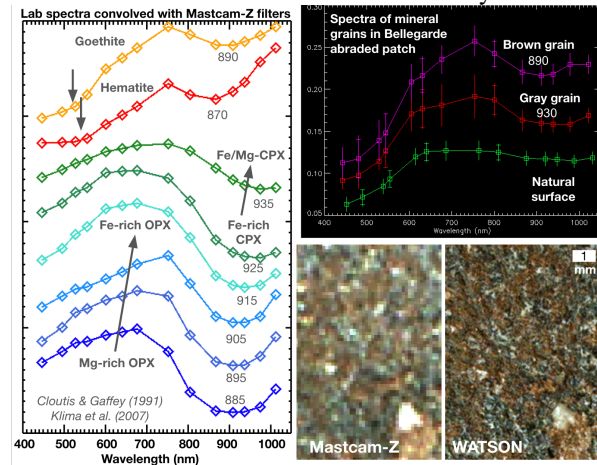 Lab spectra convolved with Mastcam-Z filters
Goethite
890
Hematite
870
Fe/Mg-CPX
935
Fe-rich OPX
Fe-rich
CPX
925
915
905
Mg-rich OPX
895
885
Cloutis & Gaffey (1991)
Klima et al. (2007)
400 500 600 700 800 900 1000
Wavelength (nm)
0.30
0.25
0.20
0.15
0.10
0.05
Spectra of mineral
grains in Bellegarde
abraded patch
Brown grain
890
Gray grain
930
Natural
surface
400 500 600 700 800 900 1000
Wavelength (nm)
1
mm
Mastcam-Z
WATSON